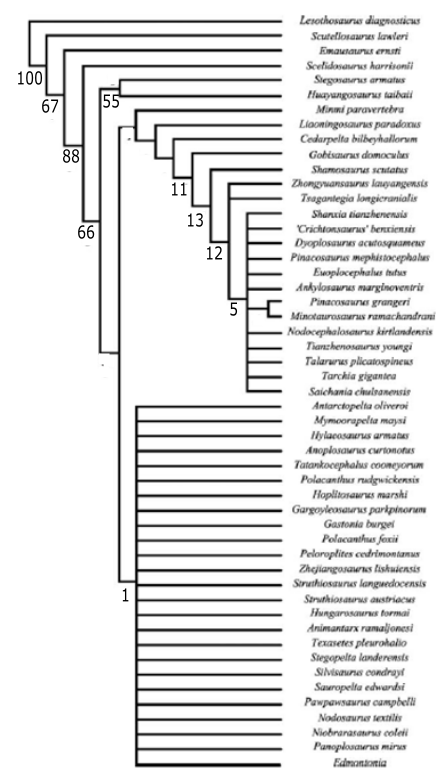 Lesothosaurus diagnosticus
Scutellosaurus lawleri
Emausaurus ernsti
Scelidosaurus harrisonii
100
Stegosaurus armatus
55
Huayangosaurus taibaii
67
Minmi paravertebra
Liaoningosaurus paradoxus
Cedarpelta bilbeyhallorum
88
Gobisaurus domoculus
Shamosaurus scutatus
11
Zhongyuansaurus lauyangensis
Tsagantegia longicranialis
13
Shanxia tianzhenensis
66
'Crichtonsaurus' benxiensis
Dyoplosaurus acutosquameus
12
Pinacosaurus mephistocephalus
Euoplocephalus tutus
Ankylosaurus marginoventris
Pinacosaurus grangeri
5
Minotaurosaurus ramachandrani
Nodocephalosaurus kirtlandensis
Tianzhenosaurus youngi
Talarurus plicatospineus
Tarchia gigantea
Saichania chulsanensis
Antarctopelta oliveroi
Mymoorapelta maysi
Hylaeosaurus armatus
Anoplosaurus curtonotus
Tatankocephalus cooneyorum
Polacanthus rudgwickensis
Hoplitosaurus marshi
Gargoyleosaurus parkpinorum
Gastonia burgei
Polacanthus foxii
Peloroplites cedrimontanus
Zhejiangosaurus lishuiensis
Struthiosaurus languedocensis
1
Struthiosaurus austriacus
Hungarosaurus tormai
Animantarx ramaljonesi
Texasetes pleurohalio
Stegopelta landerensis
Silvisaurus condrayi
Sauropelta edwardsi
Pawpawsaurus campbelli
Nodosaurus textilis
Niobrarasaurus coleii
Panoplosaurus mirus
Edmontonia